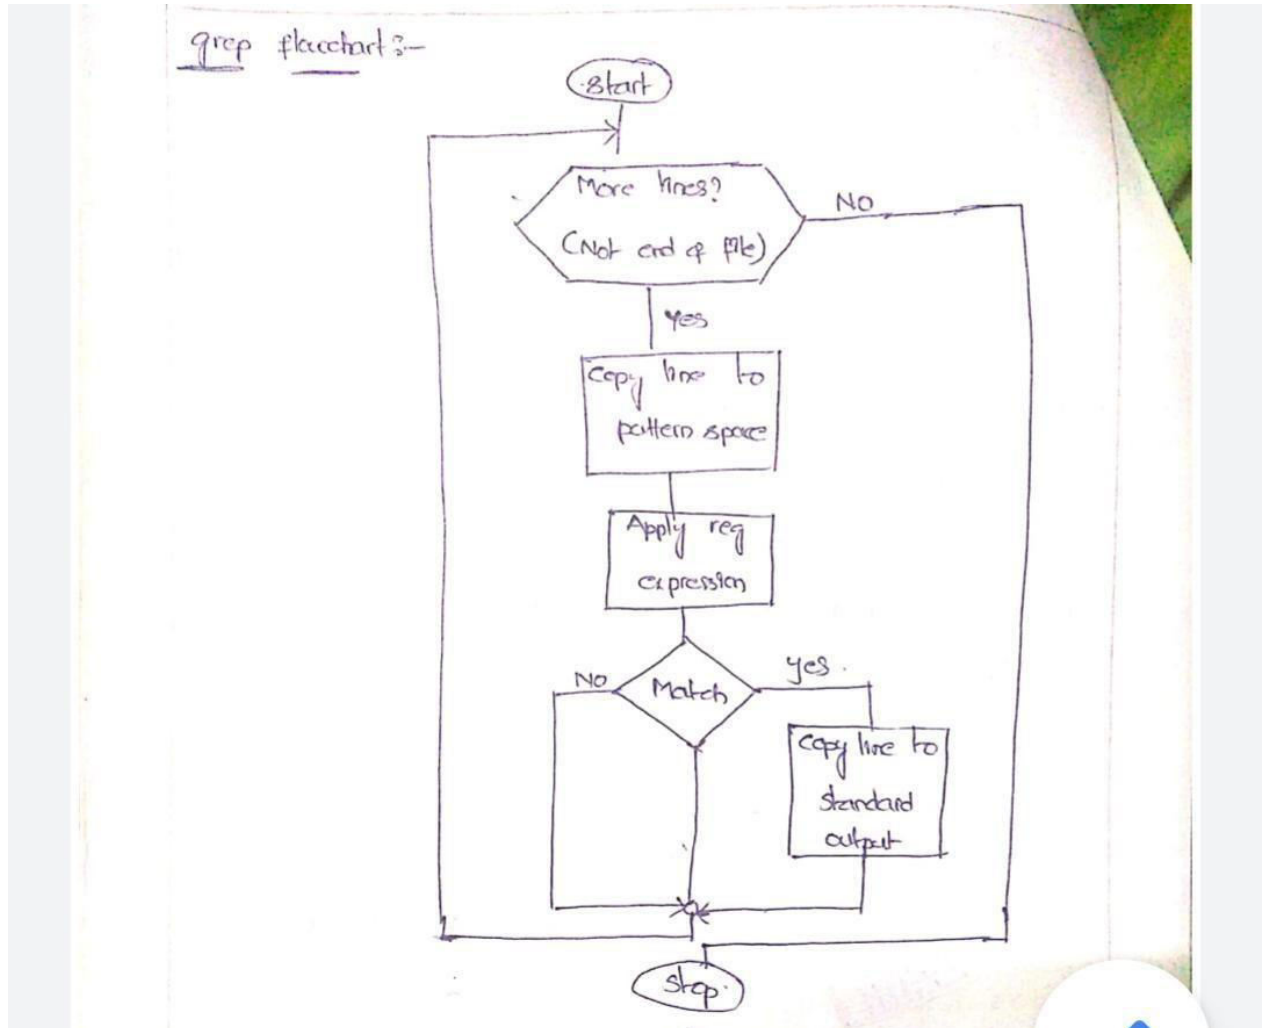 grep flowchart :-
Start
More lines?
(Not end of file)
NO
Yes
Copy line to
pattern space
Apply reg
expression
Match
NO
yes.
Copy line to
standard
output
stop